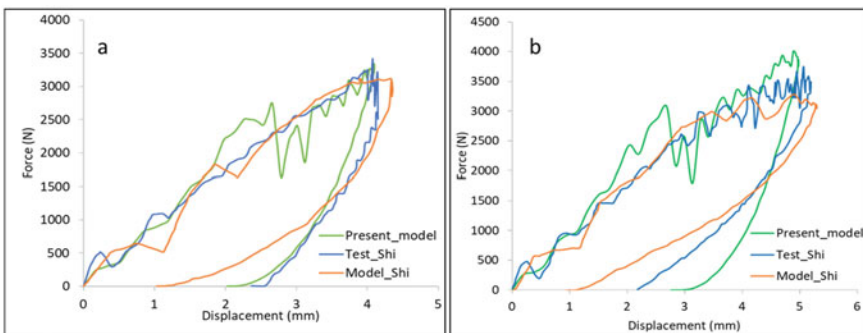 a
4000
3500
3000
2500
2000
1500
1000
500
0
Force (N)
0 1 2 3 4 5
Displacement (mm)
Present_model
Test_Shi
Model_Shi
b
4500
4000
3500
3000
2500
2000
1500
1000
500
0
Force (N)
0 1 2 3 4 5 6
Displacement (mm)
Present_model
Test_Shi
Model_Shi